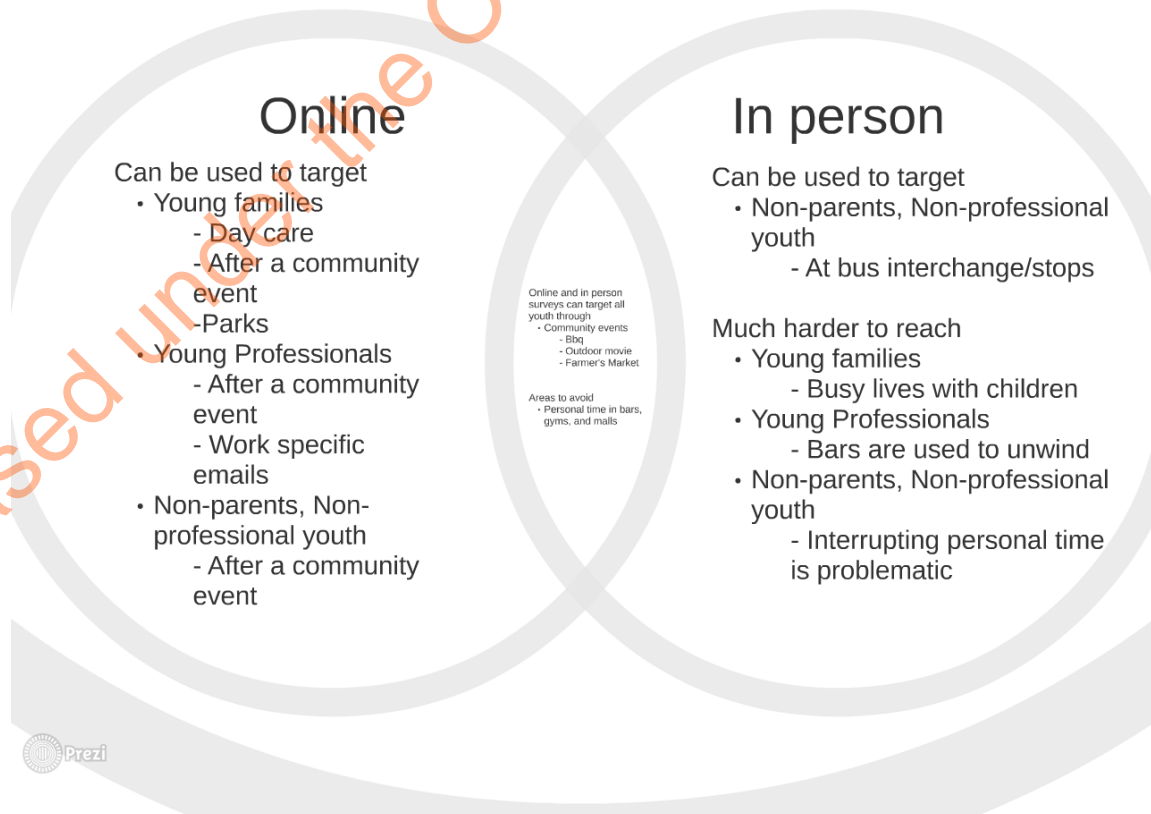 Online
Can be used to target
• Young families
- Day care
- After a community
event
-Parks
• Young Professionals
- After a community
event
- Work specific
emails
• Non-parents, Non-
professional youth
- After a community
event
Online and in person
surveys can target all
youth through
• Community events
- Bbq
- Outdoor movie
- Farmer's Market
Areas to avoid
• Personal time in bars,
gyms, and malls
In person
Can be used to target
• Non-parents, Non-professional
youth
- At bus interchange/stops
Much harder to reach
• Young families
- Busy lives with children
• Young Professionals
- Bars are used to unwind
• Non-parents, Non-professional
youth
- Interrupting personal time
is problematic
under the
Prezi